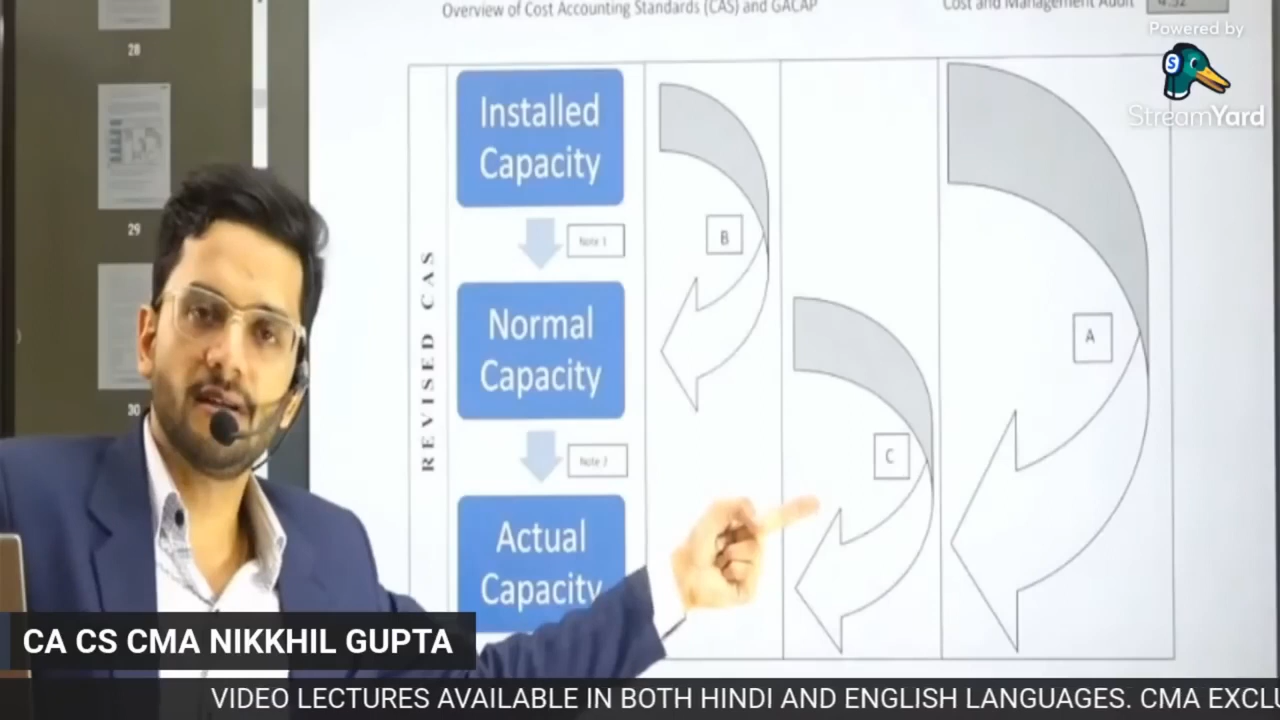 Overview of Cost Accounting Standards (CAS) and GACAP
Cost and Management Audit
4.32
Powered by
StreamYard
28
29
30
REVISED CAS
Installed
Capacity
Note 1
Normal
Capacity
Note 2
Actual
Capacity
B
C
A
CA CS CMA NIKKHIL GUPTA
VIDEO LECTURES AVAILABLE IN BOTH HINDI AND ENGLISH LANGUAGES. CMA EXCLU